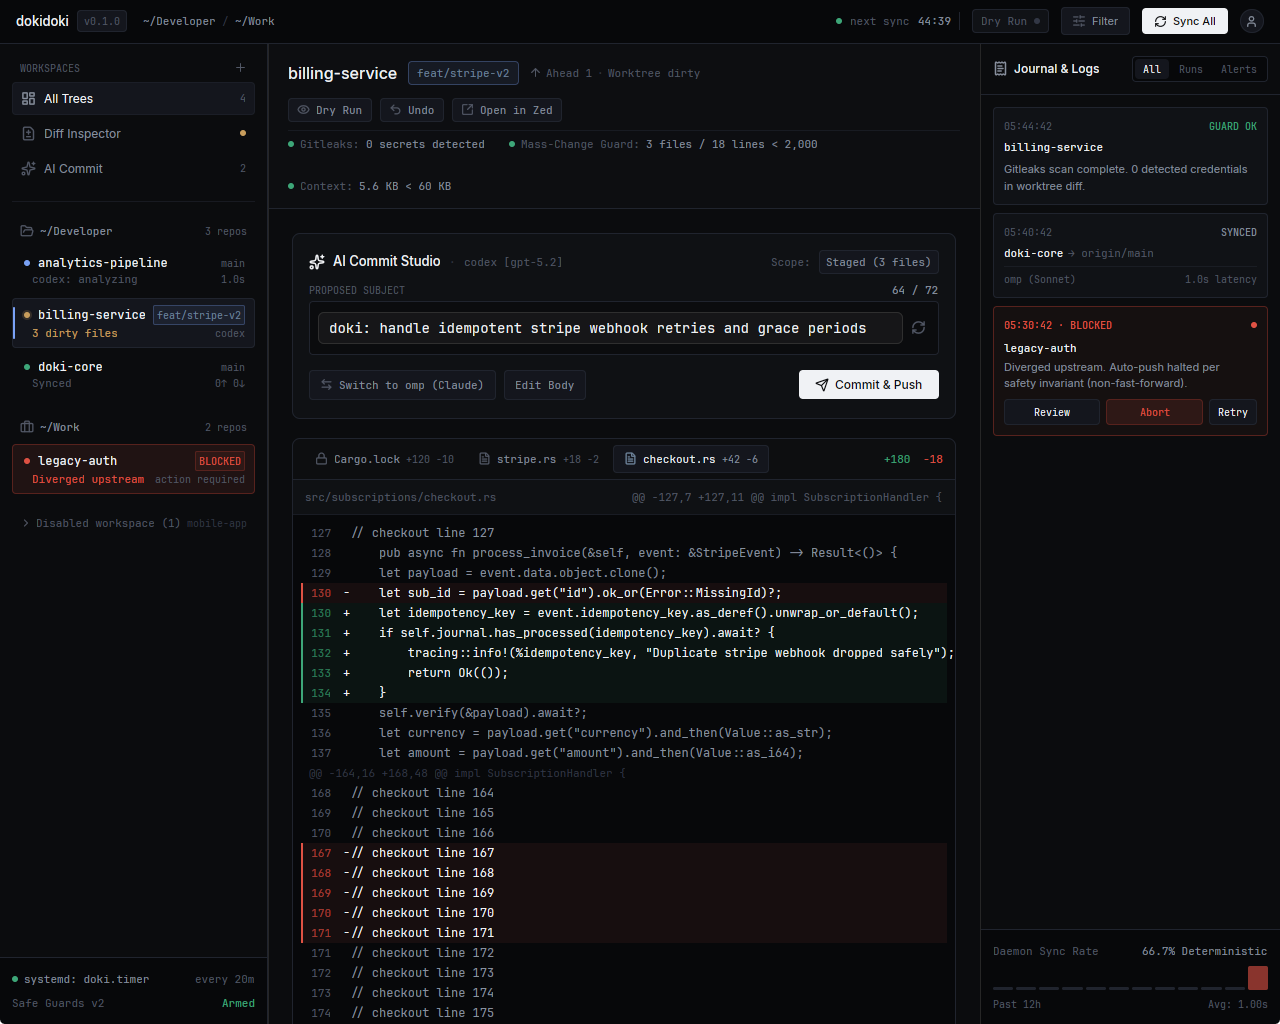 dokidoki v0.1.0 ~/Developer / ~/Work
next sync 44:39 Dry Run Filter Sync All
WORKSPACES
All Trees 4
Diff Inspector
AI Commit 2
~/Developer 3 repos
analytics-pipeline main
codex: analyzing 1.0s
billing-service feat/stripe-v2
3 dirty files codex
doki-core main
Synced 0↑ 0↓
~/Work 2 repos
legacy-auth BLOCKED
Diverged upstream action required
Disabled workspace (1) mobile-app
systemd: doki.timer every 20m
Safe Guards v2 Armed
billing-service feat/stripe-v2 ↑ Ahead 1 · Worktree dirty
Dry Run Undo Open in Zed
Gitleaks: 0 secrets detected Mass-Change Guard: 3 files / 18 lines < 2,000
Context: 5.6 KB < 60 KB
AI Commit Studio · codex [gpt-5.2] Scope: Staged (3 files)
PROPOSED SUBJECT 64 / 72
doki: handle idempotent stripe webhook retries and grace periods
Switch to omp (Claude) Edit Body Commit & Push
Cargo.lock +120 -10 stripe.rs +18 -2 checkout.rs +42 -6 +180 -18
src/subscriptions/checkout.rs @@ -127,7 +127,11 @@ impl SubscriptionHandler {
127 // checkout line 127
128 pub async fn process_invoice(&self, event: &StripeEvent) -> Result<()> {
129 let payload = event.data.object.clone();
130 - let sub_id = payload.get("id").ok_or(Error::MissingId)?;
130 + let idempotency_key = event.idempotency_key.as_deref().unwrap_or_default();
131 + if self.journal.has_processed(idempotency_key).await? {
132 + tracing::info!(%idempotency_key, "Duplicate stripe webhook dropped safely");
133 + return Ok(());
134 + }
135 self.verify(&payload).await?;
136 let currency = payload.get("currency").and_then(Value::as_str);
137 let amount = payload.get("amount").and_then(Value::as_i64);
@@ -164,16 +168,48 @@ impl SubscriptionHandler {
168 // checkout line 164
169 // checkout line 165
170 // checkout line 166
167 -// checkout line 167
168 -// checkout line 168
169 -// checkout line 169
170 -// checkout line 170
171 -// checkout line 171
171 // checkout line 172
172 // checkout line 173
173 // checkout line 174
174 // checkout line 175
Journal & Logs All Runs Alerts
05:44:42 GUARD OK
billing-service
Gitleaks scan complete. 0 detected credentials
in worktree diff.
05:40:42 SYNCED
doki-core → origin/main
omp (Sonnet) 1.0s latency
05:30:42 · BLOCKED
legacy-auth
Diverged upstream. Auto-push halted per
safety invariant (non-fast-forward).
Review Abort Retry
Daemon Sync Rate 66.7% Deterministic
Past 12h Avg: 1.00s